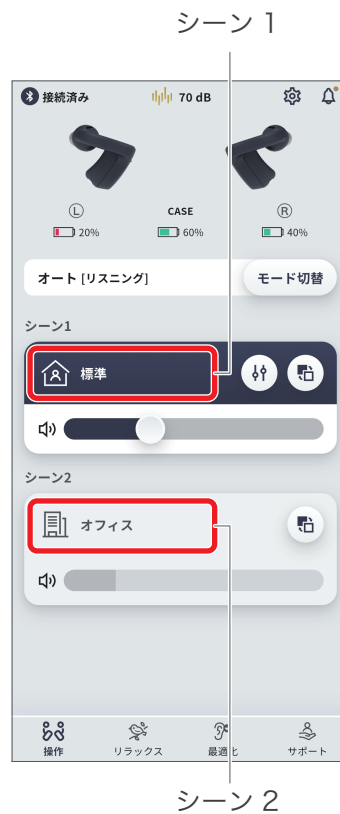 シーン 1
接続済み 70 dB
L CASE R
20% 60% 40%
オート [リスニング] モード切替
シーン1
標準
シーン2
オフィス
操作 リラックス 最適化 サポート
シーン 2